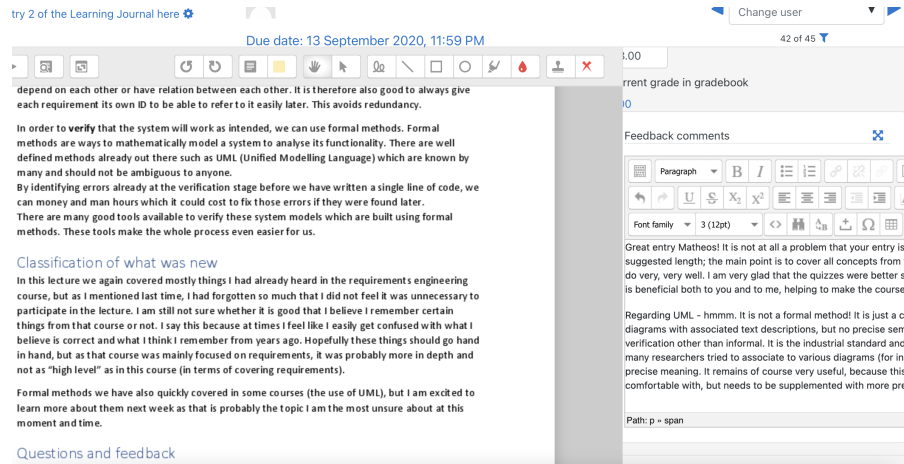 try 2 of the Learning Journal here
Due date: 13 September 2020, 11:59 PM
Change user
42 of 45
depend on each other or have relation between each other. It is therefore also good to always give
each requirement its own ID to be able to refer to it easily later. This avoids redundancy.
In order to verify that the system will work as intended, we can use formal methods. Formal
methods are ways to mathematically model a system to analyse its functionality. There are well
defined methods already out there such as UML (Unified Modelling Language) which are known by
many and should not be ambiguous to anyone.
By identifying errors already at the verification stage before we have written a single line of code, we
can money and man hours which it could cost to fix those errors if they were found later.
There are many good tools available to verify these system models which are built using formal
methods. These tools make the whole process even easier for us.
Classification of what was new
In this lecture we again covered mostly things I had already heard in the requirements engineering
course, but as I mentioned last time, I had forgotten so much that I did not feel it was unnecessary to
participate in the lecture. I am still not sure whether it is good that I believe I remember certain
things from that course or not. I say this because at times I feel like I easily get confused with what I
believe is correct and what I think I remember from years ago. Hopefully these things should go hand
in hand, but as that course was mainly focused on requirements, it was probably more in depth and
not as “high level” as in this course (in terms of covering requirements).
Formal methods we have also quickly covered in some courses (the use of UML), but I am excited to
learn more about them next week as that is probably the topic I am the most unsure about at this
moment and time.
Questions and feedback
3.00
rrent grade in gradebook
00
Feedback comments
Paragraph
B I
U S X₂ X²
Font family 3 (12pt)
Great entry Matheos! It is not at all a problem that your entry is
suggested length; the main point is to cover all concepts from
do very, very well. I am very glad that the quizzes were better s
is beneficial both to you and to me, helping to make the course
Regarding UML - hmmm. It is not a formal method! It is just a c
diagrams with associated text descriptions, but no precise sem
verification other than informal. It is the industrial standard and
many researchers tried to associate to various diagrams (for in
precise meaning. It remains of course very useful, because this
comfortable with, but needs to be supplemented with more pre
Path: p » span